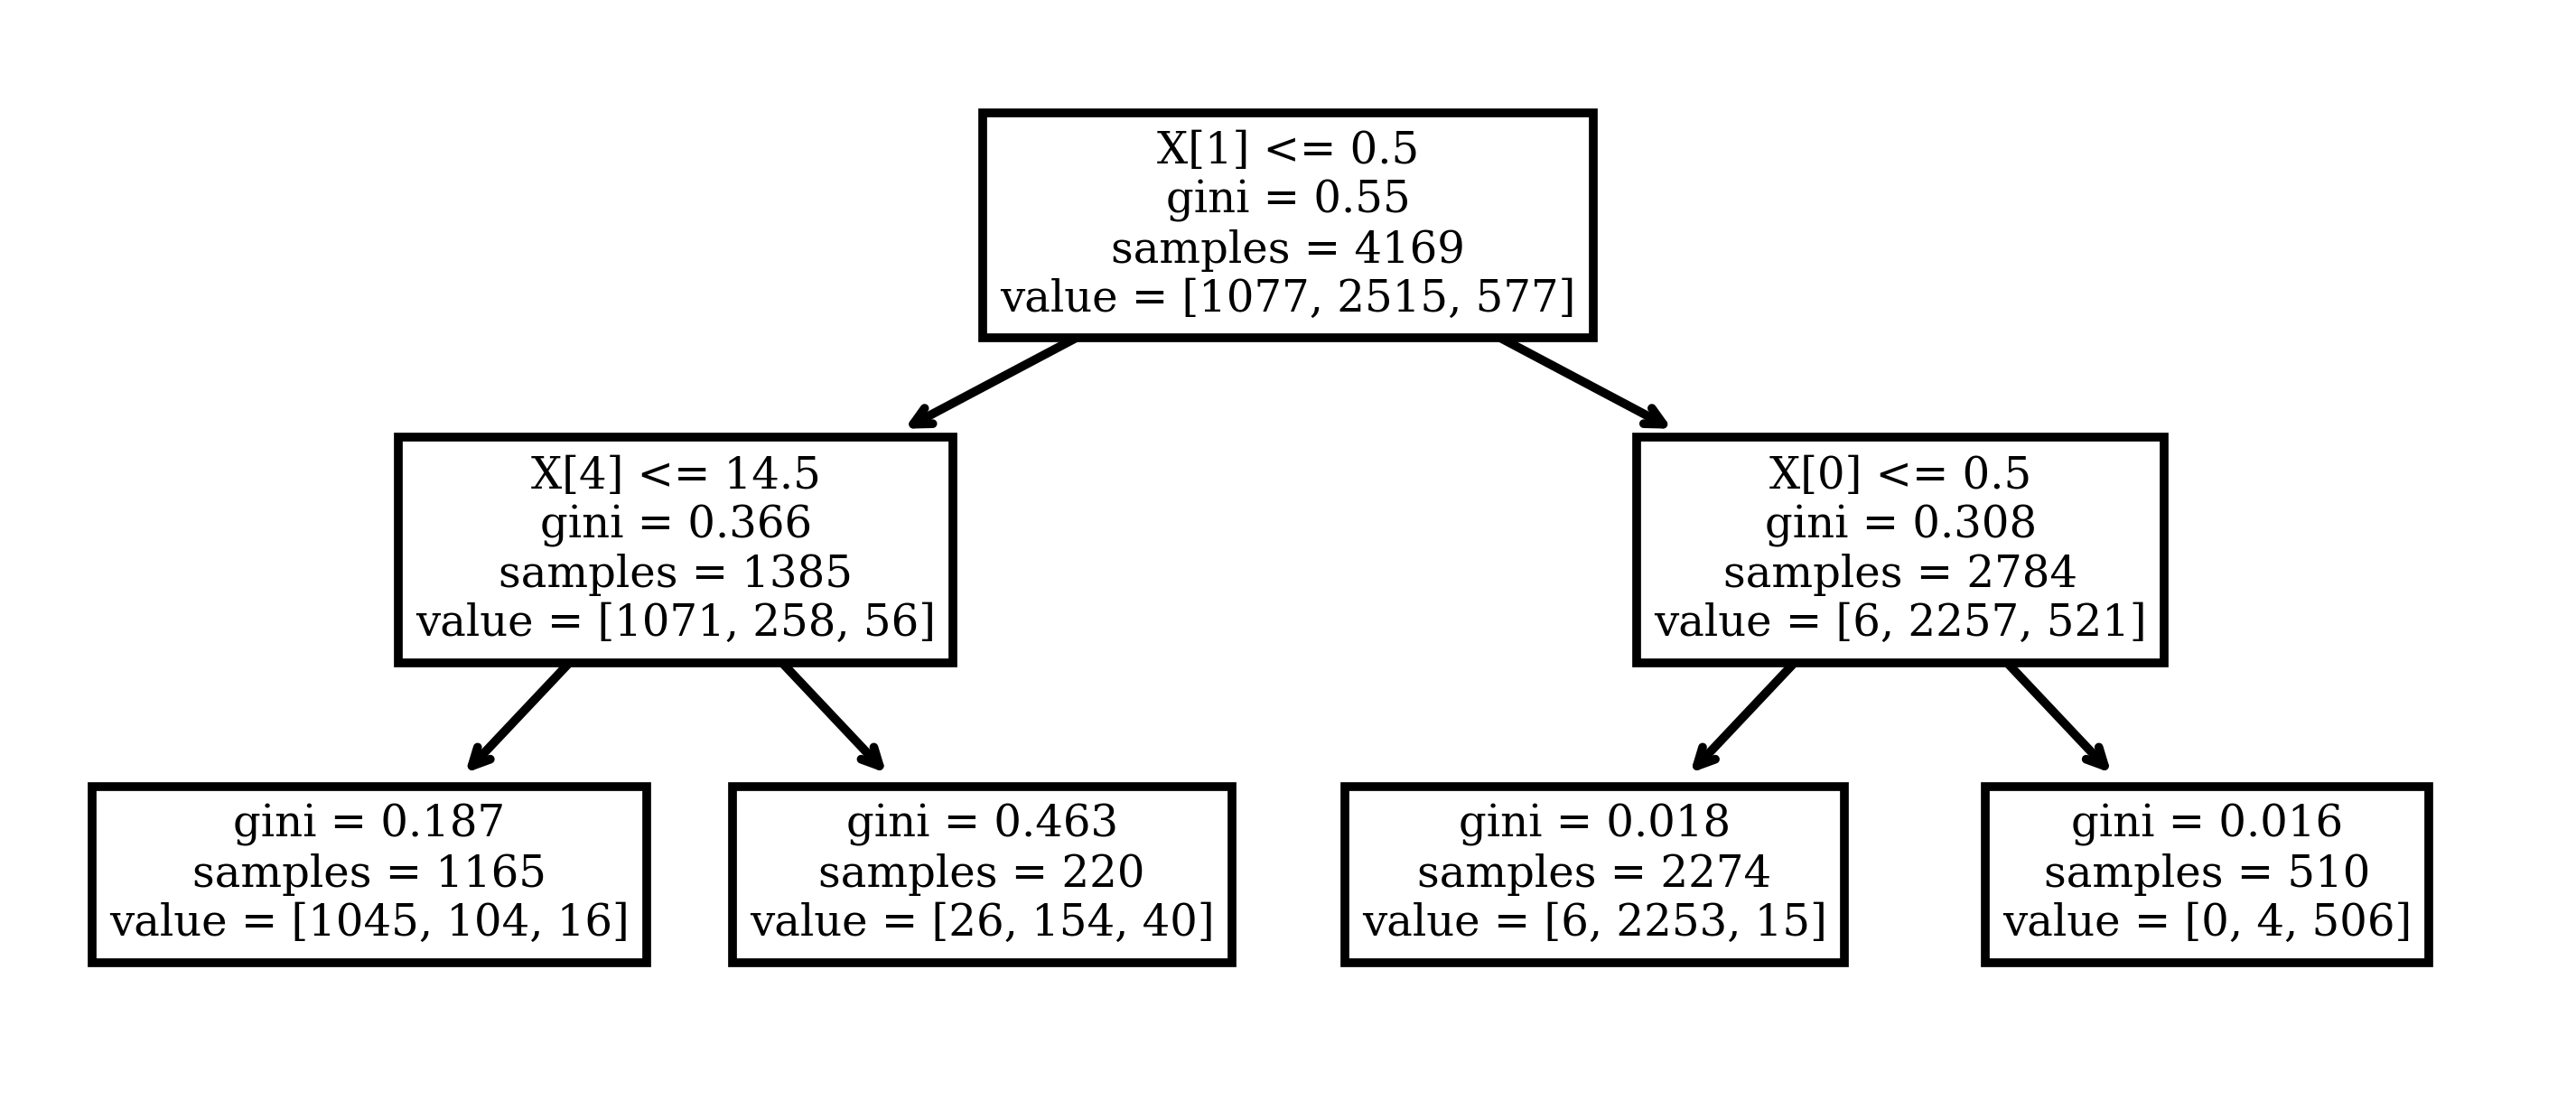 X[1] <= 0.5
gini = 0.55
samples = 4169
value = [1077, 2515, 577]
X[4] <= 14.5
gini = 0.366
samples = 1385
value = [1071, 258, 56]
X[0] <= 0.5
gini = 0.308
samples = 2784
value = [6, 2257, 521]
gini = 0.187
samples = 1165
value = [1045, 104, 16]
gini = 0.463
samples = 220
value = [26, 154, 40]
gini = 0.018
samples = 2274
value = [6, 2253, 15]
gini = 0.016
samples = 510
value = [0, 4, 506]